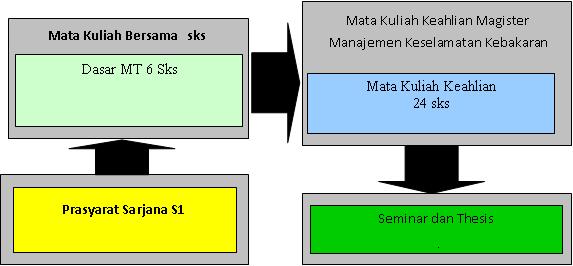 Mata Kuliah Bersama sks
Dasar MT 6 Sks
Prasyarat Sarjana S1
Mata Kuliah Keahlian Magister
Manajemen Keselamatan Kebakaran
Mata Kuliah Keahlian
24 sks
Seminar dan Thesis
.